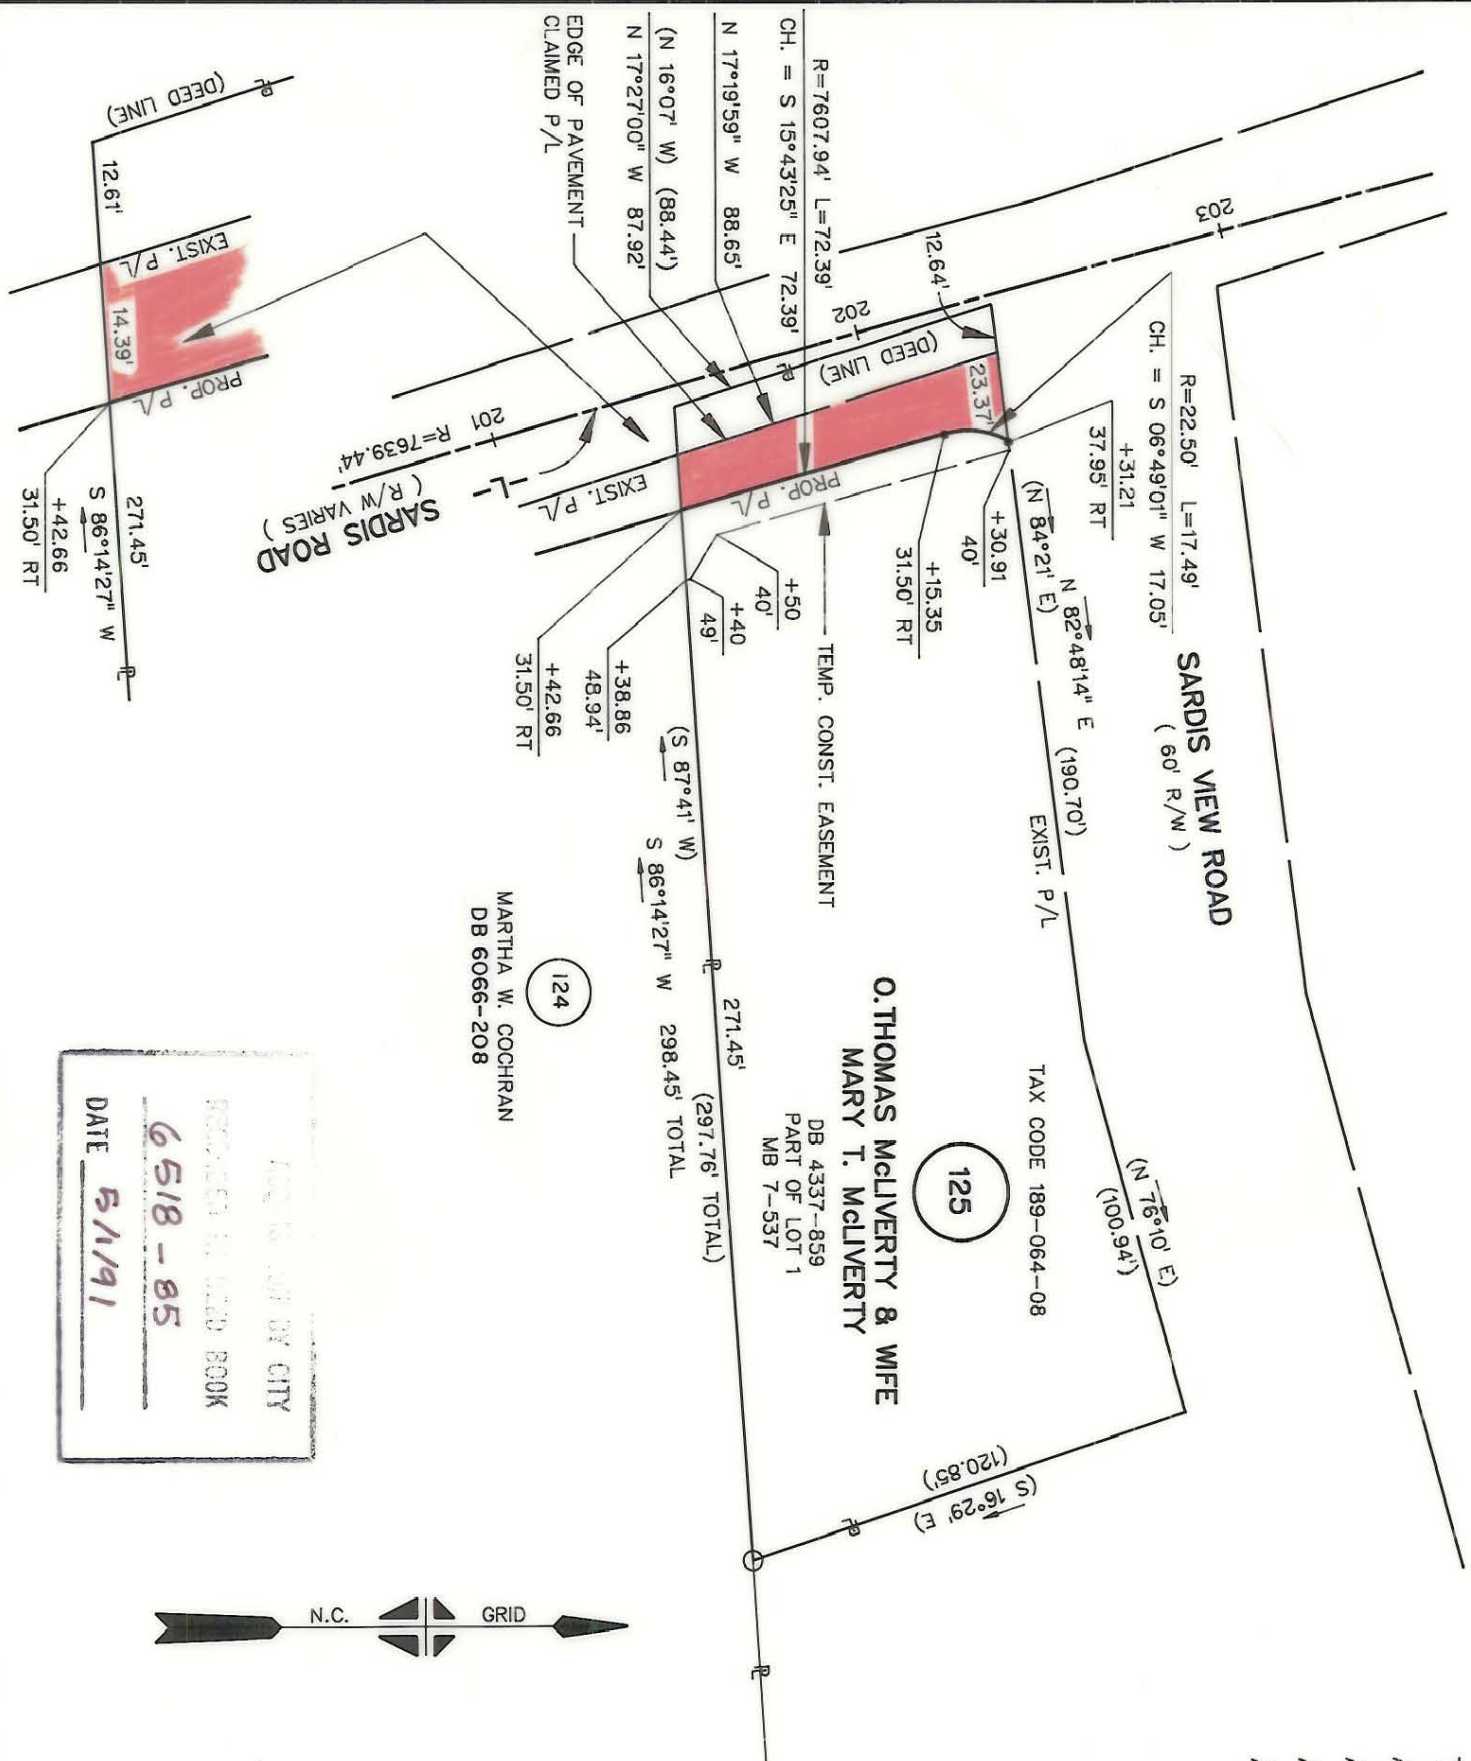 R=7607.94' L=72.39'
CH. = S 15°43'25" E 72.39'
N 17°19'59" W 88.65'
(N 16°07' W) (88.44')
N 17°27'00" W 87.92'
EDGE OF PAVEMENT
CLAIMED P/L
(DEED LINE)
12.61'
EXIST. P/L
14.39'
PROP. P/L
271.45'
S 86°14'27" W
+42.66
31.50' RT
203
12.64'
202
(DEED LINE)
23.37'
201
R=7639.44'
-L-
SARDIS ROAD
( R/W VARIES )
EXIST. P/L
PROP. P/L
R=22.50' L=17.49'
CH. = S 06°49'01" W 17.05'
+31.21
37.95' RT
+30.91
40'
+15.35
31.50' RT
+50
40'
+40
49'
+38.86
48.94'
+42.66
31.50' RT
TEMP. CONST. EASEMENT
SARDIS VIEW ROAD
( 60' R/W )
(N 84°21' E)
N 82°48'14" E
(190.70')
EXIST. P/L
(N 76°10' E)
(100.94')
TAX CODE 189-064-08
125
O. THOMAS McLIVERTY & WIFE
MARY T. McLIVERTY
DB 4337-859
PART OF LOT 1
MB 7-537
(S 87°41' W)
S 86°14'27" W 298.45' TOTAL
271.45'
(297.76' TOTAL)
124
MARTHA W. COCHRAN
DB 6066-208
(120.85')
(S 16°29' E)
N.C. GRID
BY CITY
BOOK
6518-85
DATE 5/1/91